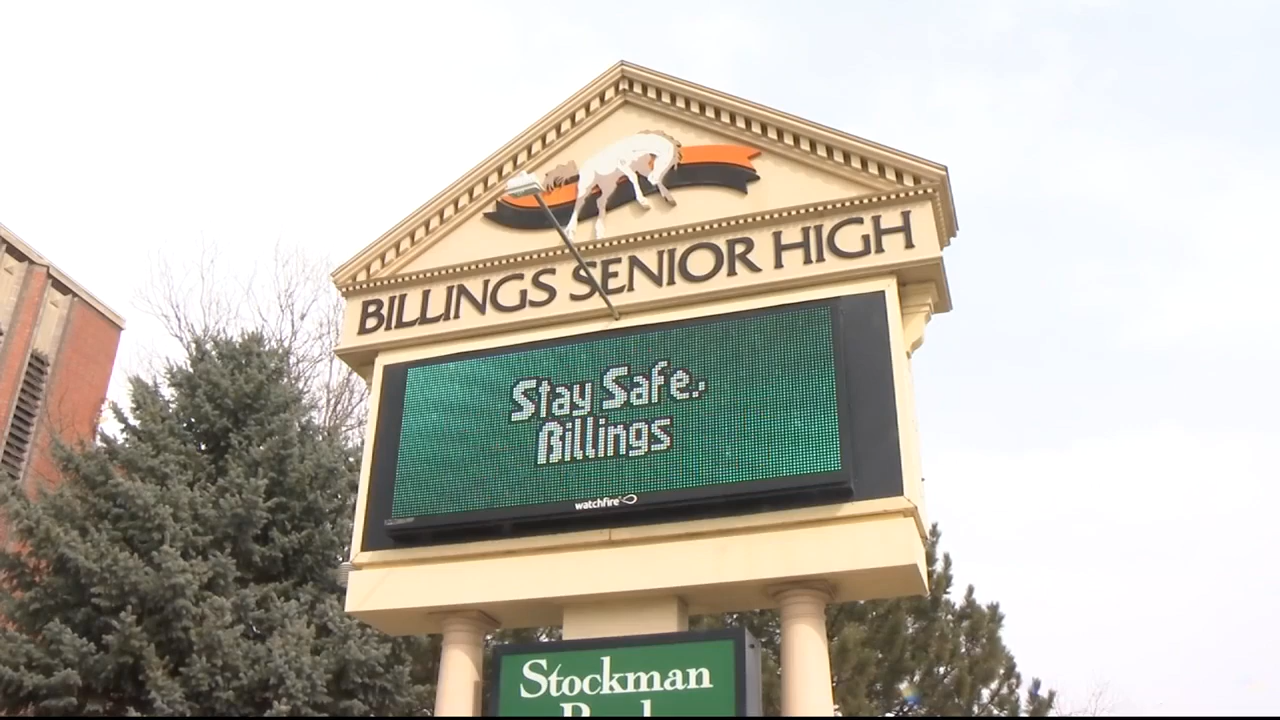 BILLINGS SENIOR HIGH
Stay Safe,
Billings
watchfire
Stockman